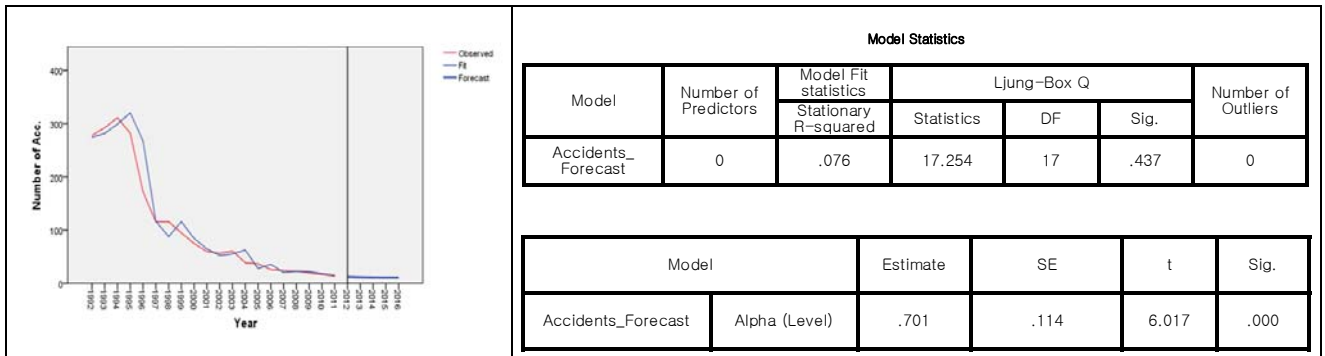 Observed
Fit
Forecast
400
300
200
100
0
Number of Acc.
1992
1993
1994
1995
1996
1997
1998
1999
2000
2001
2002
2003
2004
2005
2006
2007
2008
2009
2010
2011
2012
2013
2014
2015
2016
Year
Model Statistics
Model
Number of
Predictors
Model Fit
statistics
Ljung-Box Q
Number of
Outliers
Stationary
R-squared
Statistics
DF
Sig.
Accidents_
Forecast
0
.076
17.254
17
.437
0
Model
Estimate
SE
t
Sig.
Accidents_Forecast
Alpha (Level)
.701
.114
6.017
.000